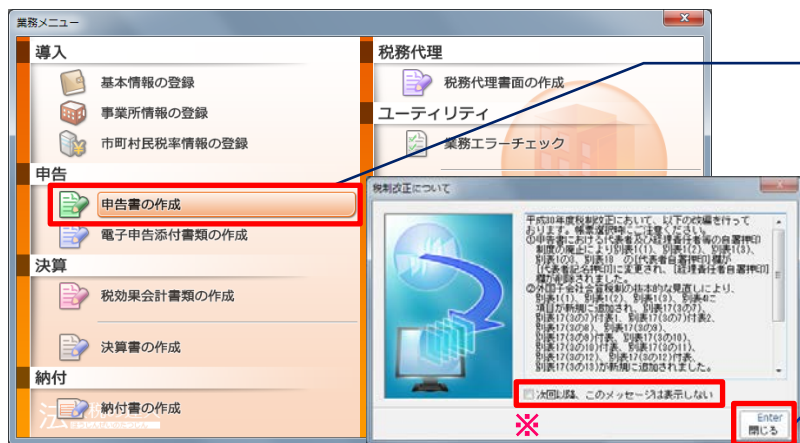 業務メニュー
導入
基本情報の登録
事業所情報の登録
市町村民税率情報の登録
申告
申告書の作成
電子申告添付書類の作成
決算
税効果会計書類の作成
決算書の作成
納付
納付書の作成
税務代理
税務代理書面の作成
ユーティリティ
業務エラーチェック
税制改正について
平成30年度税制改正において、以下の改編を行って
おります。帳票選択時にご注意ください。
①申告書における代表者及び経理責任者等の自署押印
制度の廃止により別表1(1)、別表1(2)、別表1(3)、
別表1の3、別表18 の[代表者自署押印]欄が
[代表者記名押印]に変更され、[経理責任者自署押印]
欄が削除されました。
②外国子会社合算税制の抜本的な見直しにより、
別表1(1)、別表1(2)、別表1(3)、別表4に
項目が新規に追加され、別表17(3の7)、
別表17(3の7)付表1、別表17(3の7)付表2、
別表17(3の8)、別表17(3の9)、
別表17(3の9)付表、別表17(3の10)、
別表17(3の10)付表、別表17(3の11)、
別表17(3の12)、別表17(3の12)付表、
別表17(3の13)が新規に追加されました。
次回以降、このメッセージは表示しない
※
Enter
閉じる